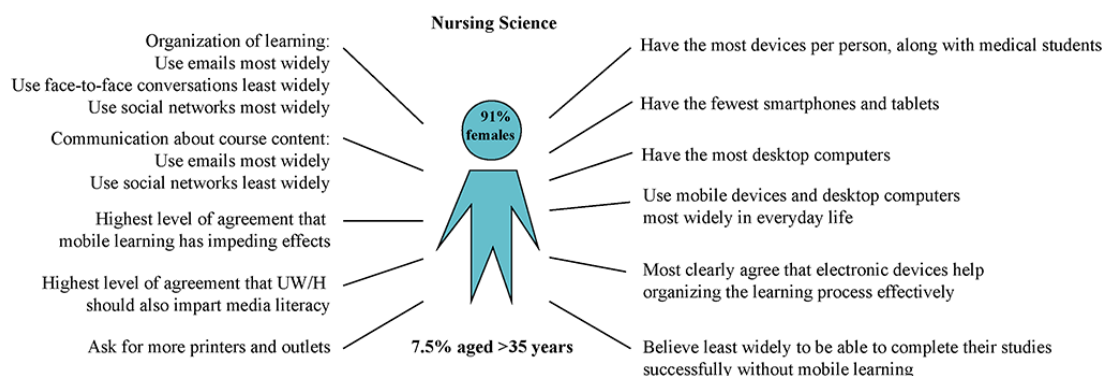 Nursing Science
Organization of learning:
Use emails most widely
Use face-to-face conversations least widely
Use social networks most widely
Communication about course content:
Use emails most widely
Use social networks least widely
Highest level of agreement that
mobile learning has impeding effects
Highest level of agreement that UW/H
should also impart media literacy
Ask for more printers and outlets
91%
females
7.5% aged >35 years
Have the most devices per person, along with medical students
Have the fewest smartphones and tablets
Have the most desktop computers
Use mobile devices and desktop computers
most widely in everyday life
Most clearly agree that electronic devices help
organizing the learning process effectively
Believe least widely to be able to complete their studies
successfully without mobile learning